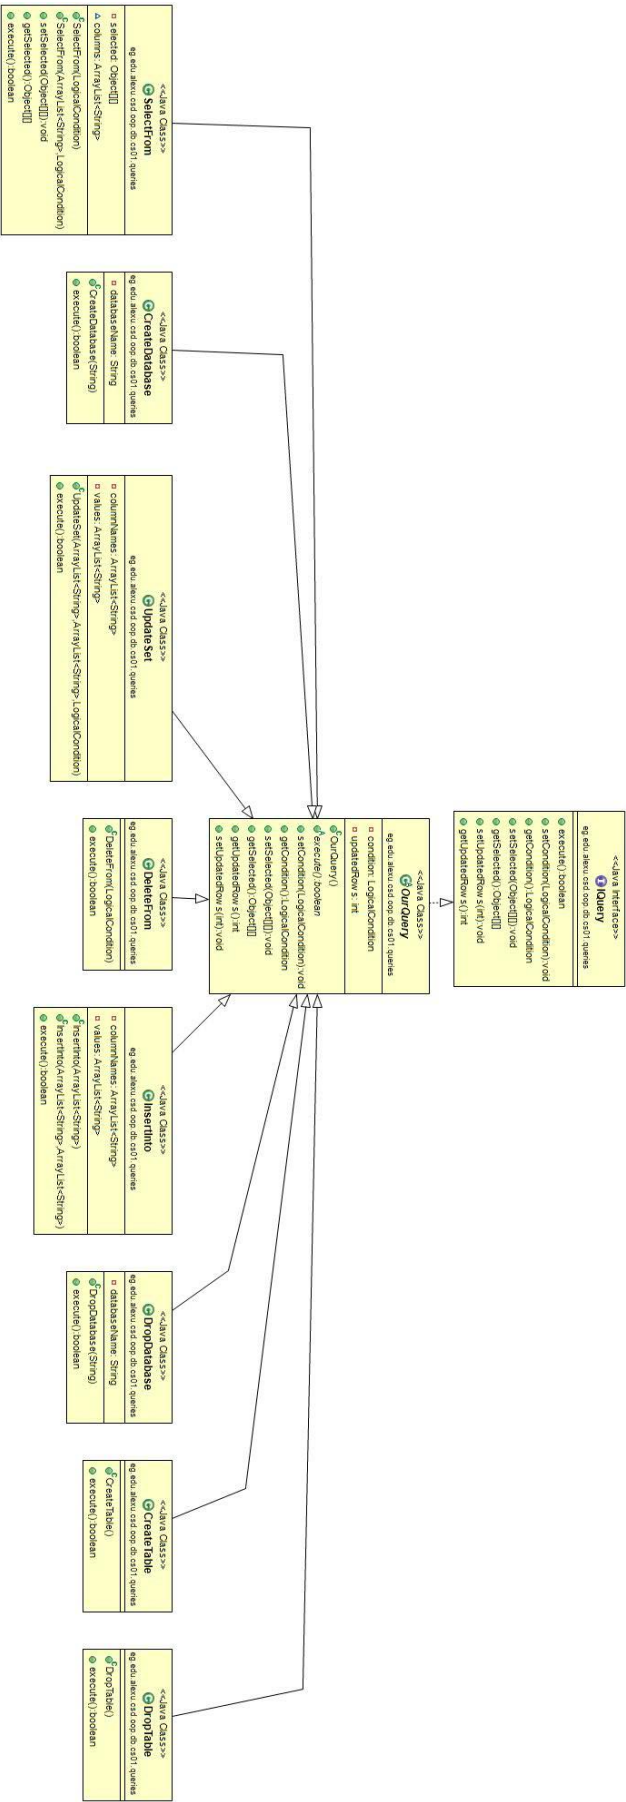 <<Java Interface>>
IQuery
eg.edu.alexu.csd.oop.db.cs01.queries
execute():boolean
setCondition(LogicalCondition):void
getCondition():LogicalCondition
setSelected(Object[][]):void
getSelected():Object[][]
setUpdatedRows(int):void
getUpdatedRows():int
<<Java Class>>
OurQuery
eg.edu.alexu.csd.oop.db.cs01.queries
condition: LogicalCondition
updatedRows: int
OurQuery()
execute():boolean
setCondition(LogicalCondition):void
getCondition():LogicalCondition
setSelected(Object[][]):void
getSelected():Object[][]
getUpdatedRows():int
setUpdatedRows(int):void
<<Java Class>>
SelectFrom
eg.edu.alexu.csd.oop.db.cs01.queries
selected: Object[][]
columns: ArrayList<String>
SelectFrom(LogicalCondition)
SelectFrom(ArrayList<String>,LogicalCondition)
setSelected(Object[][]):void
getSelected():Object[][]
execute():boolean
<<Java Class>>
CreateDatabase
eg.edu.alexu.csd.oop.db.cs01.queries
databaseName: String
CreateDatabase(String)
execute():boolean
<<Java Class>>
UpdateSet
eg.edu.alexu.csd.oop.db.cs01.queries
columnNames: ArrayList<String>
values: ArrayList<String>
UpdateSet(ArrayList<String>,ArrayList<String>,LogicalCondition)
execute():boolean
<<Java Class>>
DeleteFrom
eg.edu.alexu.csd.oop.db.cs01.queries
DeleteFrom(LogicalCondition)
execute():boolean
<<Java Class>>
InsertInto
eg.edu.alexu.csd.oop.db.cs01.queries
columnNames: ArrayList<String>
values: ArrayList<String>
InsertInto(ArrayList<String>)
InsertInto(ArrayList<String>,ArrayList<String>)
execute():boolean
<<Java Class>>
DropDatabase
eg.edu.alexu.csd.oop.db.cs01.queries
databaseName: String
DropDatabase(String)
execute():boolean
<<Java Class>>
CreateTable
eg.edu.alexu.csd.oop.db.cs01.queries
CreateTable()
execute():boolean
<<Java Class>>
DropTable
eg.edu.alexu.csd.oop.db.cs01.queries
DropTable()
execute():boolean